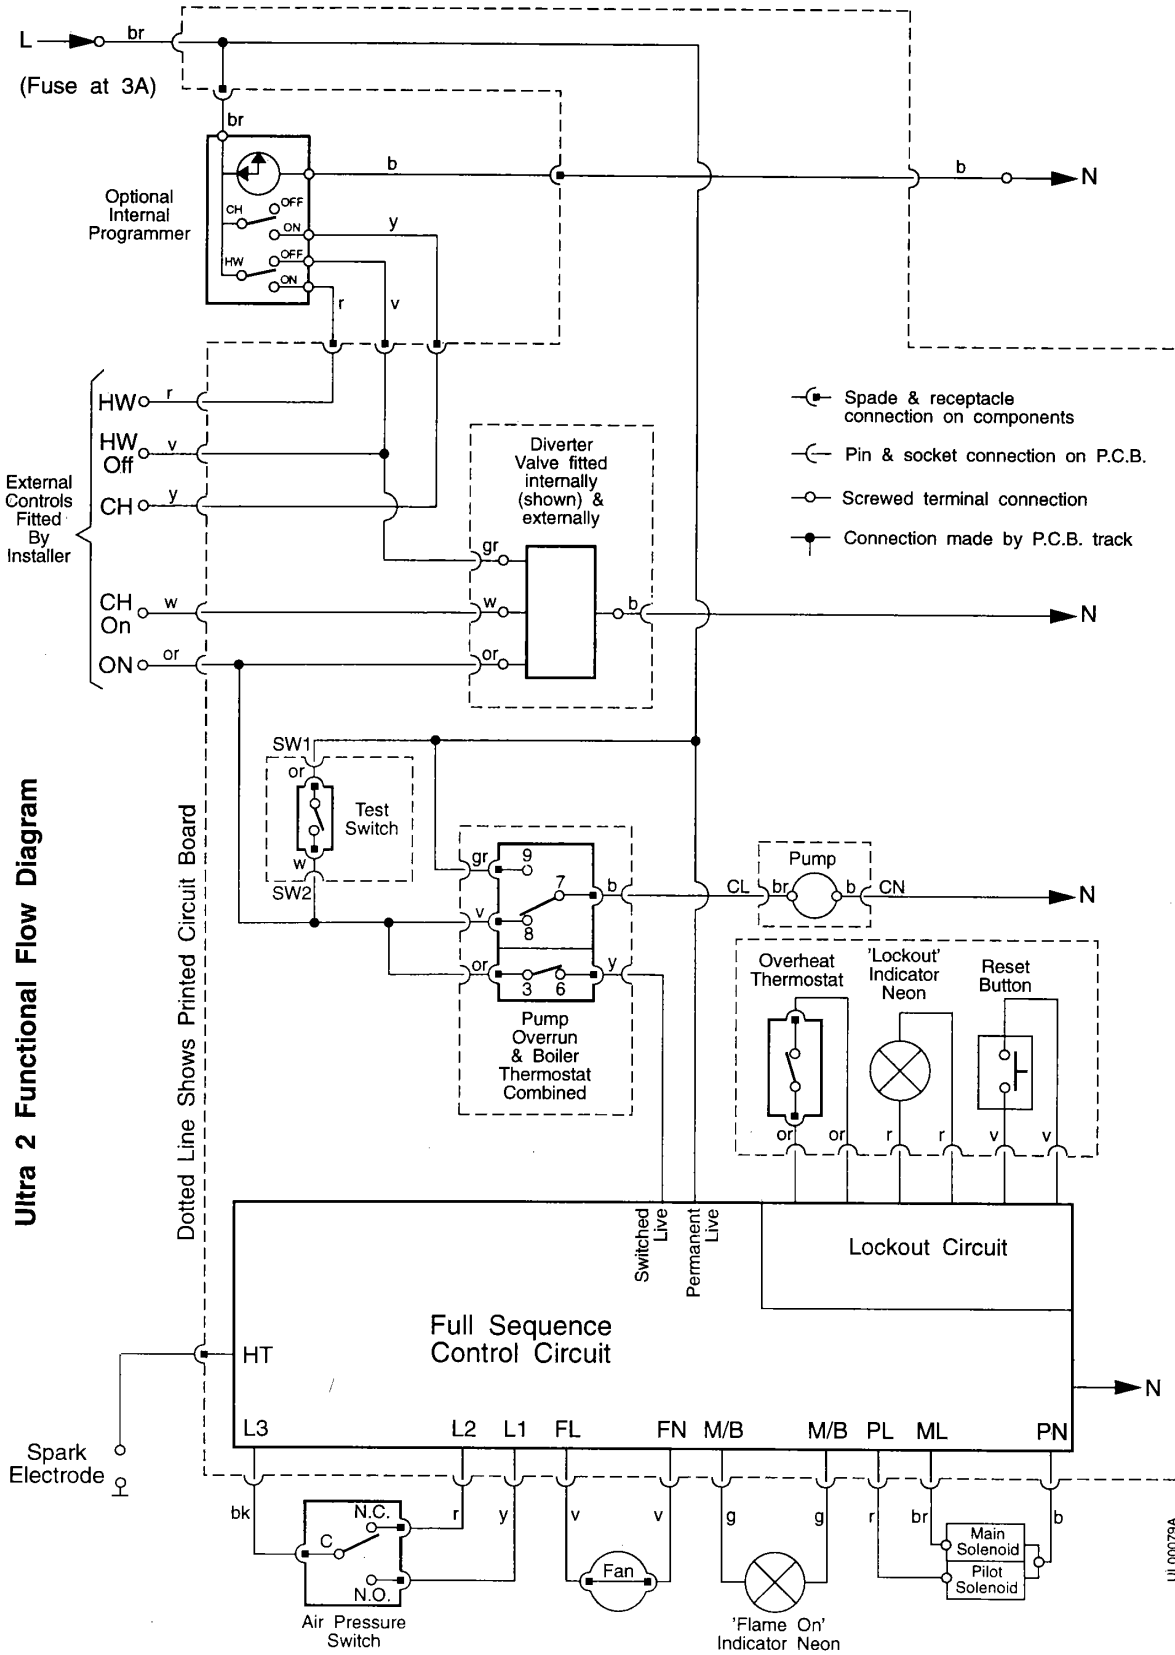 L
br
(Fuse at 3A)
br
b
b
N
Optional
Internal
Programmer
CH
OFF
ON
HW
OFF
ON
y
r
v
External
Controls
Fitted
By
Installer
HW
r
HW
Off
v
CH
y
CH
On
w
ON
or
Diverter
Valve fitted
internally
(shown) &
externally
gr
w
or
b
N
Spade & receptacle
connection on components
Pin & socket connection on P.C.B.
Screwed terminal connection
Connection made by P.C.B. track
Ultra 2 Functional Flow Diagram
Dotted Line Shows Printed Circuit Board
SW1
or
Test
Switch
w
SW2
gr
9
7
v
8
b
or
3
6
y
Pump
Overrun
& Boiler
Thermostat
Combined
CL
Pump
br
b
CN
N
Overheat
Thermostat
'Lockout'
Indicator
Neon
Reset
Button
or
or
r
r
v
v
Switched
Live
Permanent
Live
Lockout Circuit
Full Sequence
Control Circuit
HT
N
L3
L2
L1
FL
FN
M/B
M/B
PL
ML
PN
Spark
Electrode
bk
N.C.
C
N.O.
r
y
v
v
g
g
r
br
b
Air Pressure
Switch
Fan
'Flame On'
Indicator Neon
Main
Solenoid
Pilot
Solenoid
UL00079A